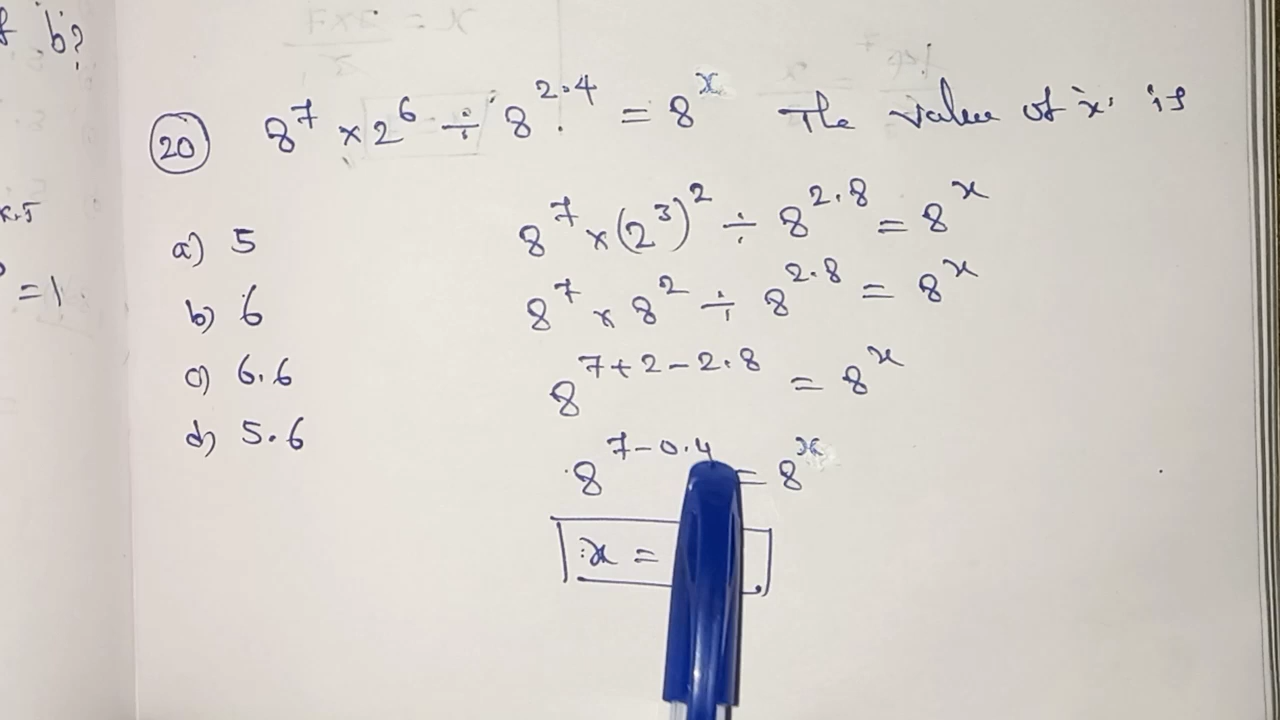 b?
x.5
=1
(20) 8^7 × 2^6 ÷ 8^2.4 = 8^x The value of 'x' is
a) 5
b) 6
c) 6.6
d) 5.6
8^7 × (2^3)^2 ÷ 8^2.8 = 8^x
8^7 × 8^2 ÷ 8^2.8 = 8^x
8^7+2-2.8 = 8^x
8^7-0.4 = 8^x
x =